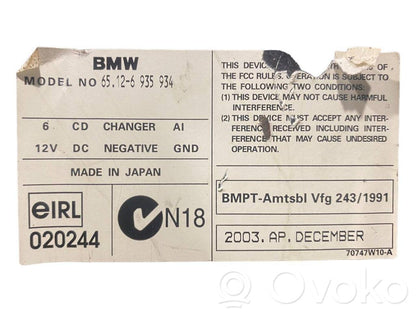 BMW
MODEL NO 65.12-6 935 934
6 CD CHANGER AI
12V DC NEGATIVE GND
MADE IN JAPAN
eIRL
020244
N18
THIS DEVICE
THE FCC RULES. OPERATION IS SUBJECT TO
THE FOLLOWING TWO CONDITIONS:
(1) THIS DEVICE MAY NOT CAUSE HARMFUL
INTERFERENCE.
(2) THIS DEVICE MUST ACCEPT ANY INTER-
FERENCE RECEIVED INCLUDING INTER-
FERENCE THAT MAY CAUSE UNDESIRED
OPERATION.
BMPT-Amtsbl Vfg 243/1991
2003. AP. DECEMBER
70747W10-A
© Ovoko